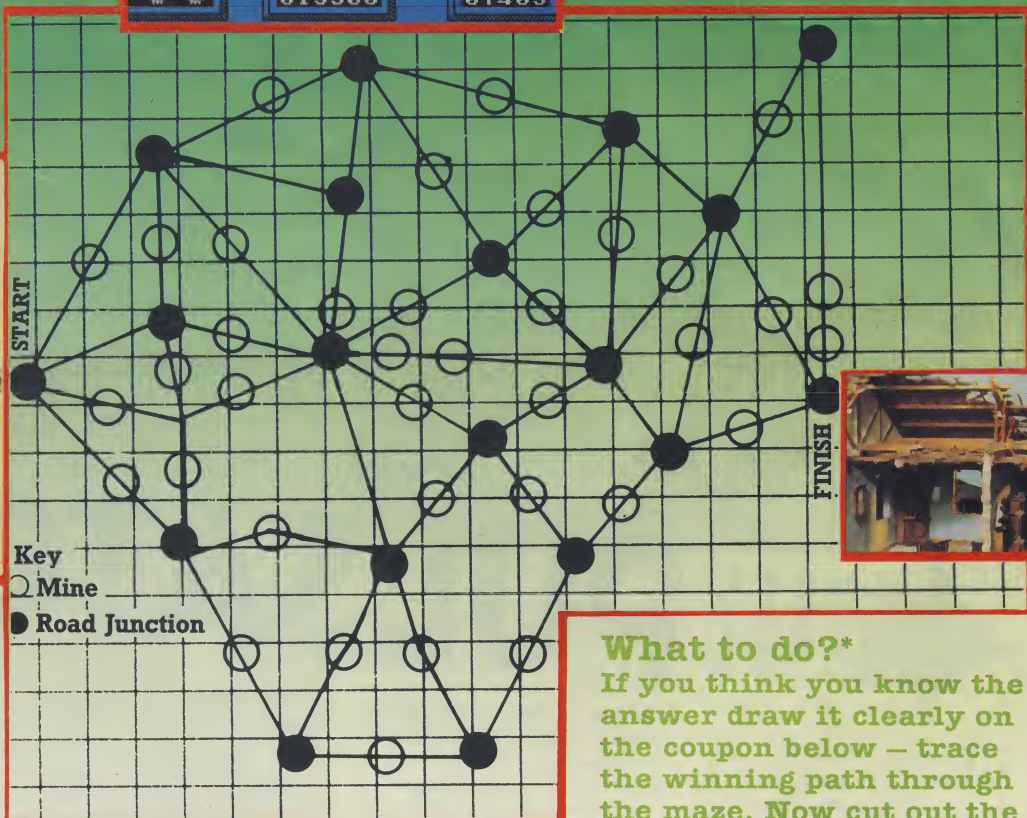 START
FINISH
Key
Mine
Road Junction
What to do?*
If you think you know the
answer draw it clearly on
the coupon below – trace
the winning path through
the maze. Now cut out the